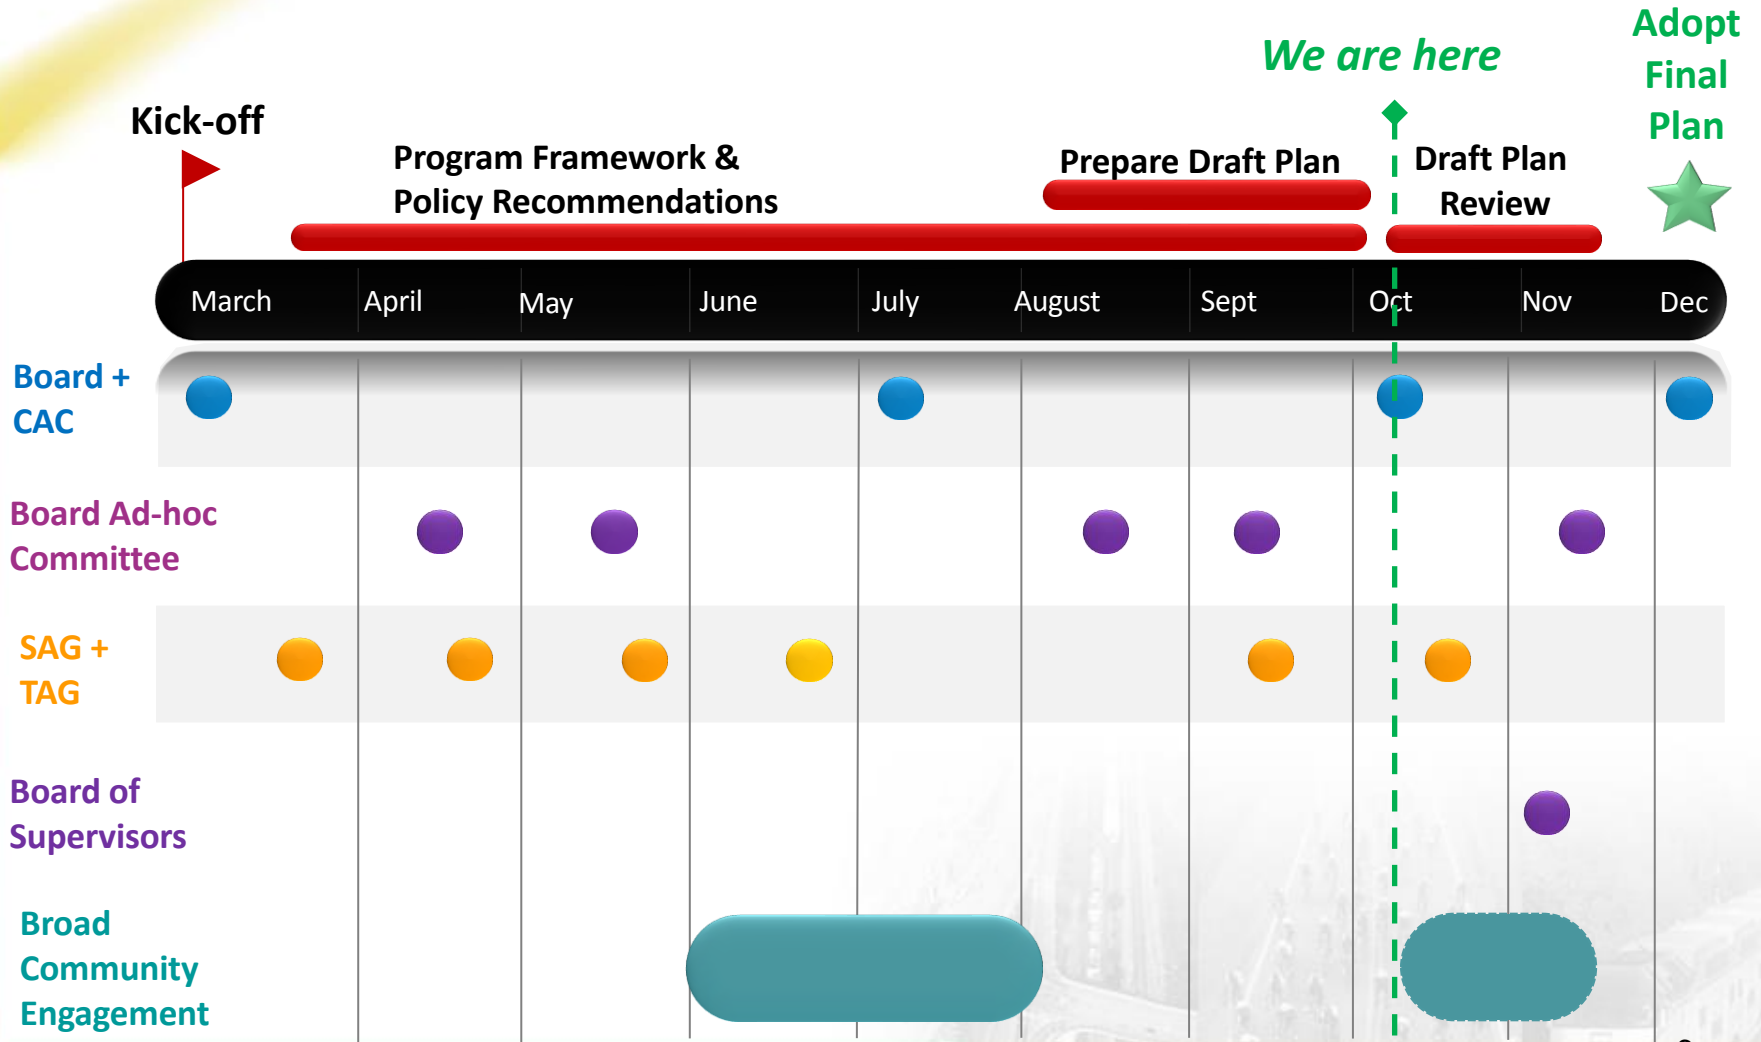 Adopt
Final
Plan
We are here
Kick-off
Program Framework &
Policy Recommendations
Prepare Draft Plan
Draft Plan
Review
March April May June July August Sept Oct Nov Dec
Board +
CAC
Board Ad-hoc
Committee
SAG +
TAG
Board of
Supervisors
Broad
Community
Engagement